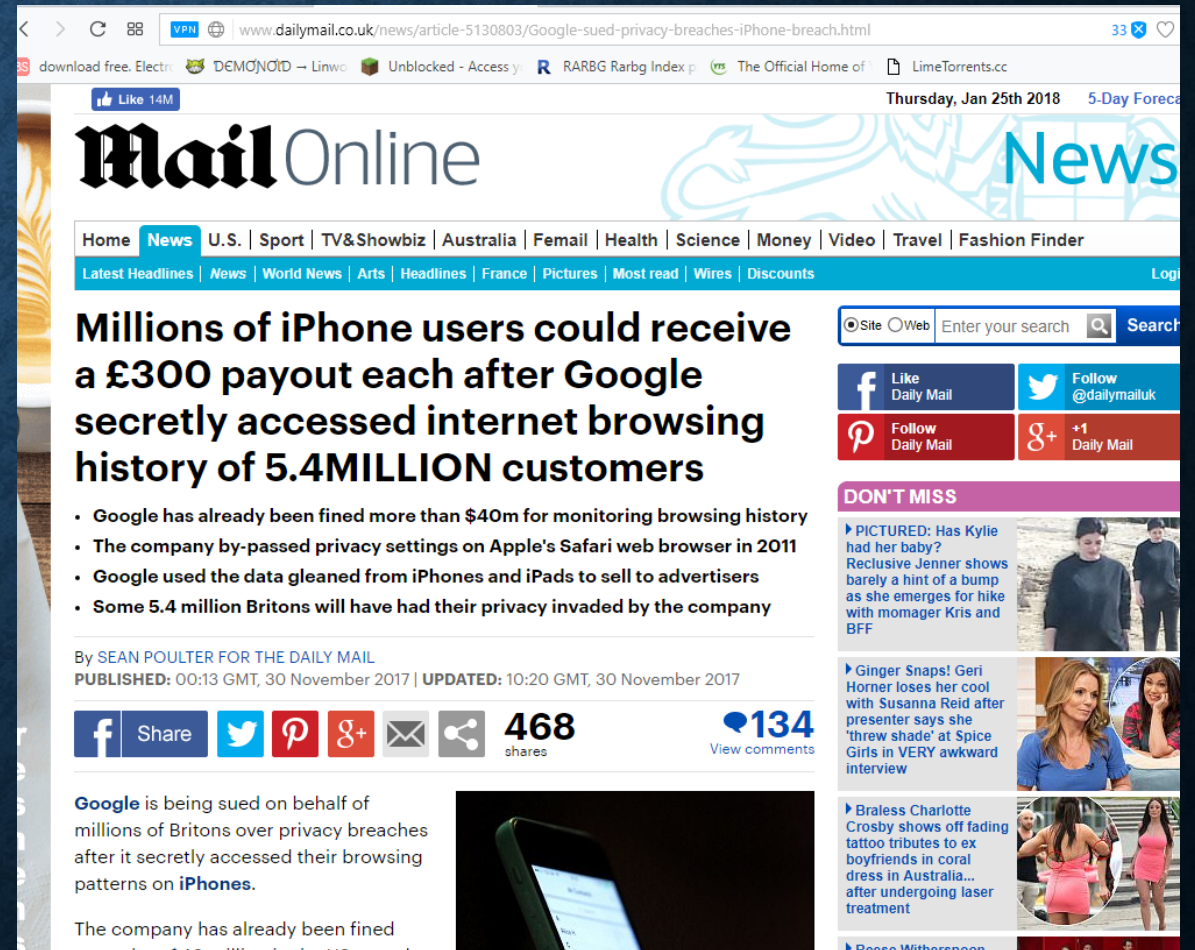 VPN www.dailymail.co.uk/news/article-5130803/Google-sued-privacy-breaches-iPhone-breach.html 33
download free. Electr DEMONOID → Linwo Unblocked - Access y RARBG Rarbg Index p The Official Home of LimeTorrents.cc
Like 14M
Thursday, Jan 25th 2018 5-Day Foreca
Mail Online
News
Home News U.S. Sport TV&Showbiz Australia Femail Health Science Money Video Travel Fashion Finder
Latest Headlines News World News Arts Headlines France Pictures Most read Wires Discounts Logi
Millions of iPhone users could receive
a £300 payout each after Google
secretly accessed internet browsing
history of 5.4MILLION customers
• Google has already been fined more than $40m for monitoring browsing history
• The company by-passed privacy settings on Apple's Safari web browser in 2011
• Google used the data gleaned from iPhones and iPads to sell to advertisers
• Some 5.4 million Britons will have had their privacy invaded by the company
By SEAN POULTER FOR THE DAILY MAIL
PUBLISHED: 00:13 GMT, 30 November 2017 | UPDATED: 10:20 GMT, 30 November 2017
Share
468
shares
134
View comments
Google is being sued on behalf of
millions of Britons over privacy breaches
after it secretly accessed their browsing
patterns on iPhones.
The company has already been fined
Site Web Enter your search Search
Like
Daily Mail
Follow
@dailymailuk
Follow
Daily Mail
+1
Daily Mail
DON'T MISS
PICTURED: Has Kylie
had her baby?
Reclusive Jenner shows
barely a hint of a bump
as she emerges for hike
with momager Kris and
BFF
Ginger Snaps! Geri
Horner loses her cool
with Susanna Reid after
presenter says she
'threw shade' at Spice
Girls in VERY awkward
interview
Braless Charlotte
Crosby shows off fading
tattoo tributes to ex
boyfriends in coral
dress in Australia...
after undergoing laser
treatment
Reese Witherspoon